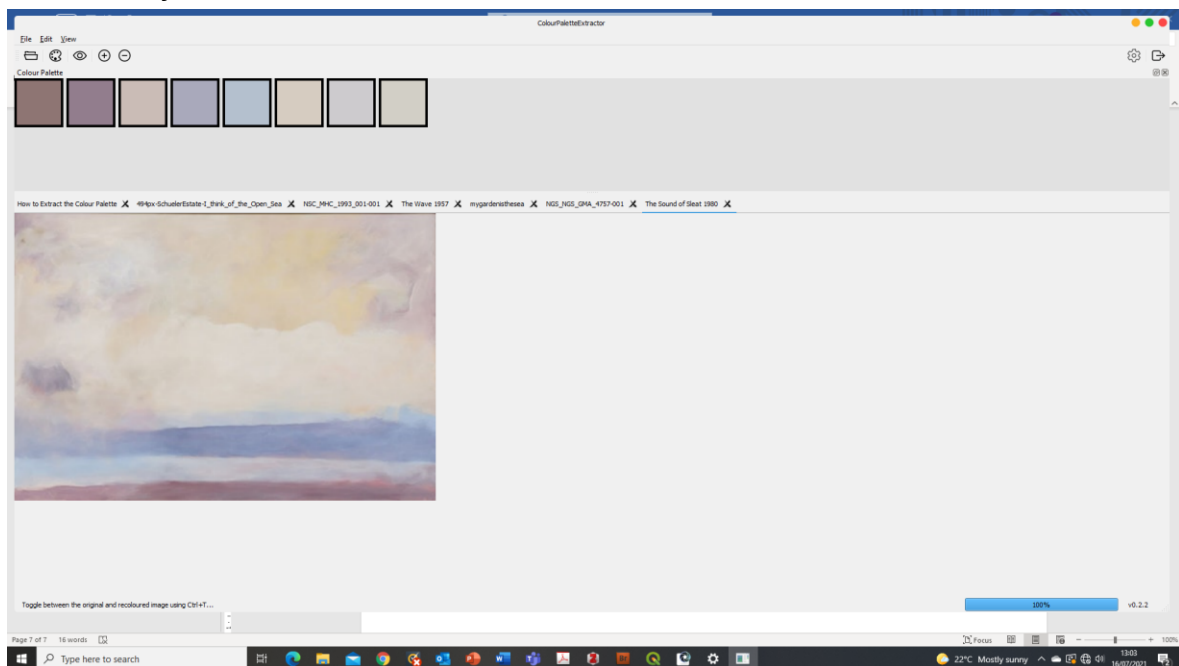 ColourPaletteExtractor
File Edit View
Colour Palette
How to Extract the Colour Palette 494px-SchuelerEstate-I_think_of_the_Open_Sea NSC_MHC_1993_001-001 The Wave 1957 mygardenisthesea NGS_NGS_GMA_4757-001 The Sound of Sleat 1980
Toggle between the original and recoloured image using Ctrl+T...
100%
v0.2.2
Page 7 of 7 16 words
Focus
100%
Type here to search
22°C Mostly sunny
13:03
16/02/2021